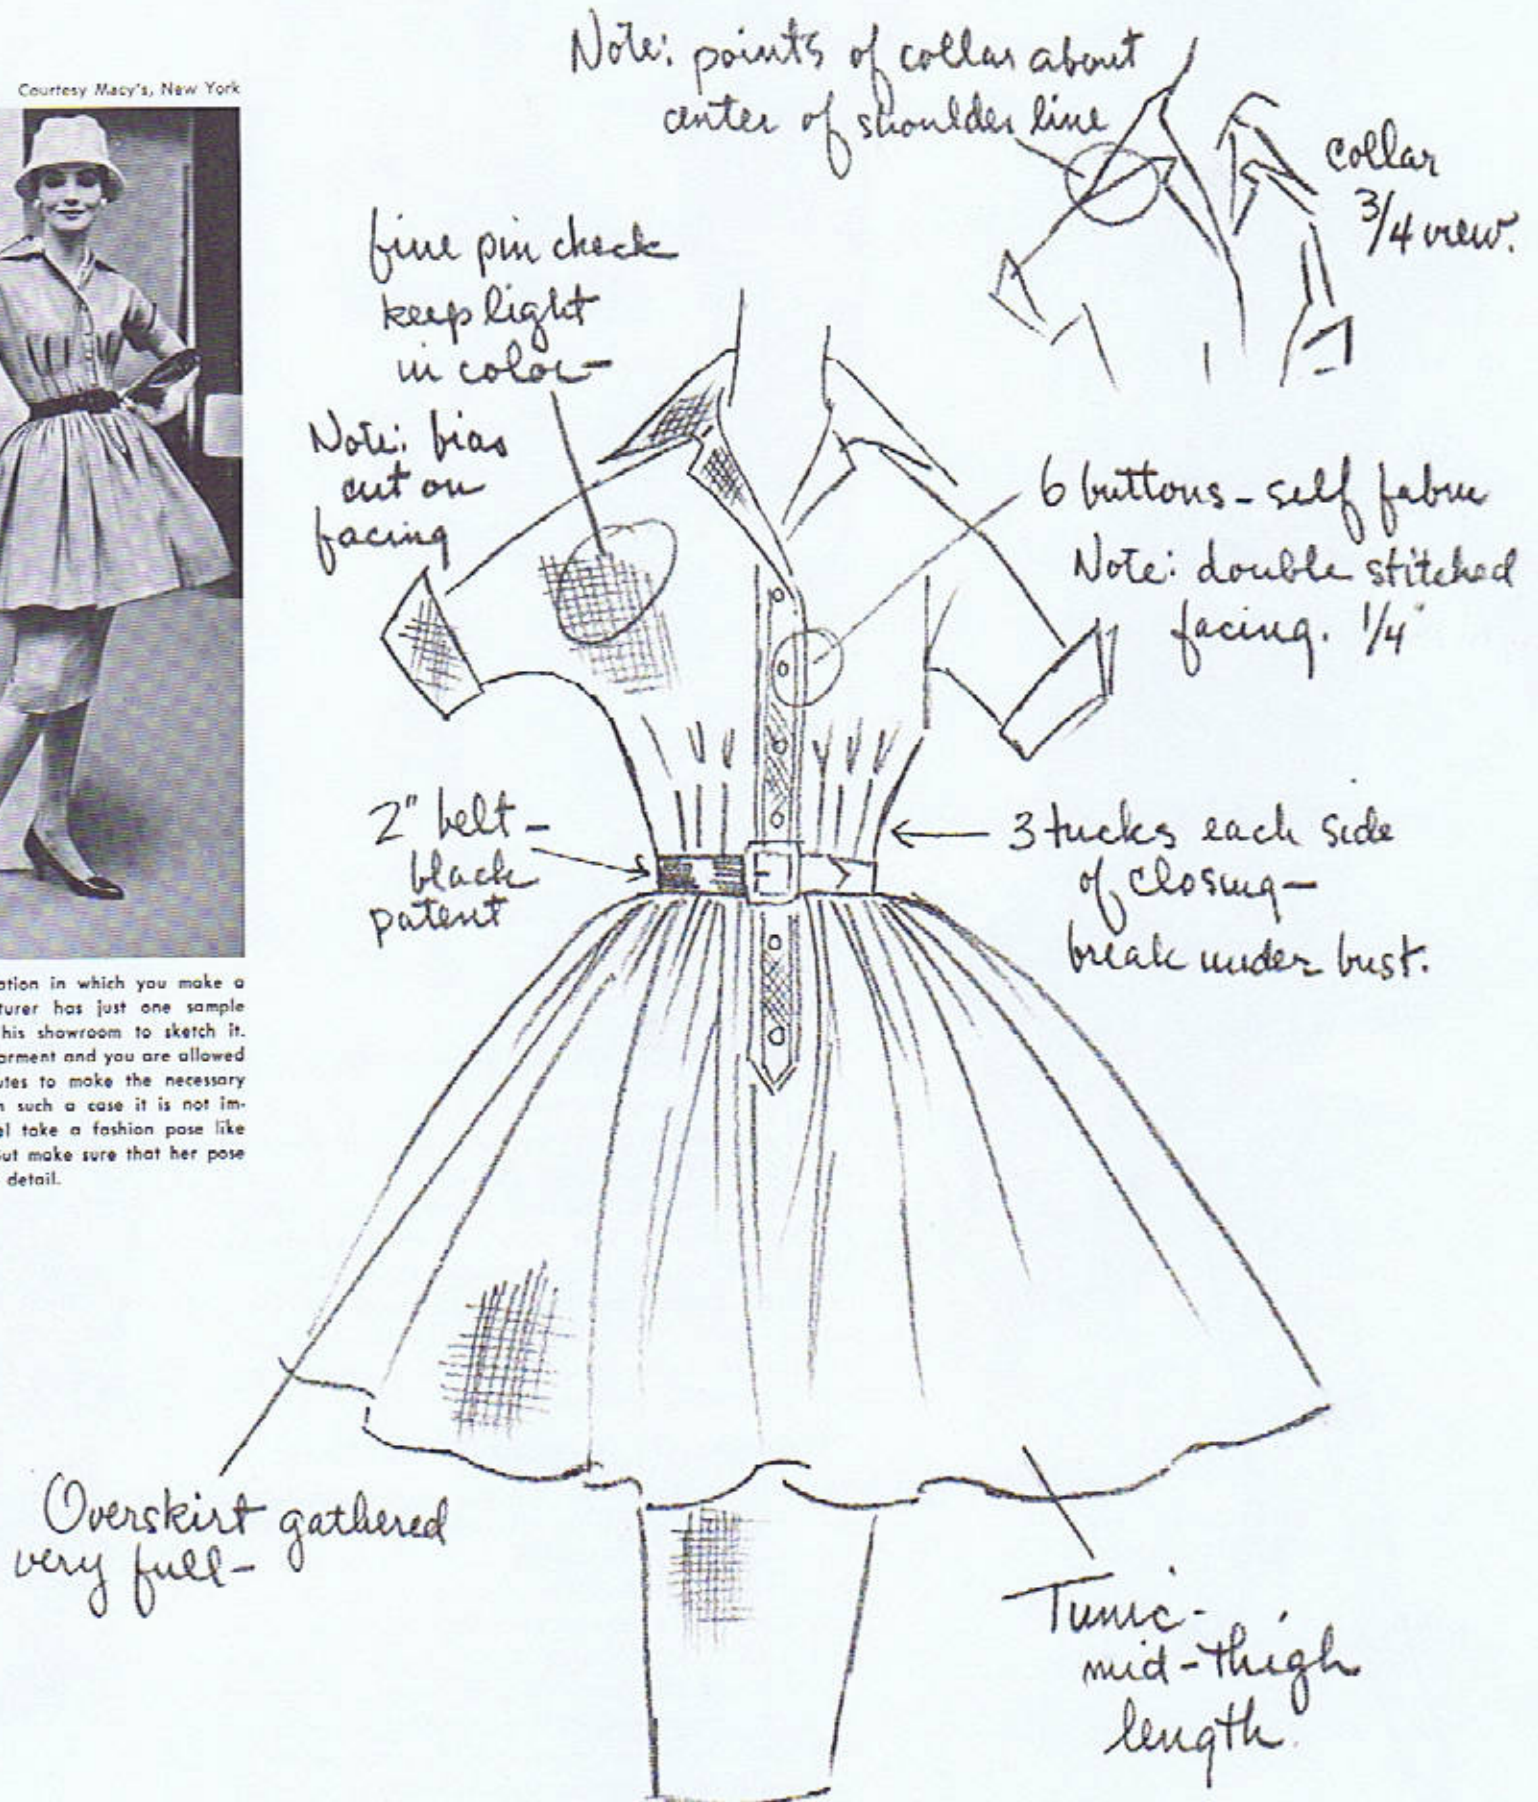 Courtesy Macy's, New York
Note: points of collar about
center of shoulder line
collar
3/4 view.
fine pin check
keep light
in color-
Note: bias
cut on
facing
6 buttons - self fabric
Note: double stitched
facing. 1/4"
2" belt -
black
patent
3 tucks each side
of closing -
break under bust.
ation in which you make a
turer has just one sample
his showroom to sketch it.
arment and you are allowed
utes to make the necessary
n such a case it is not im-
el take a fashion pose like
But make sure that her pose
detail.
Overskirt gathered
very full -
Tunic -
mid-thigh
length.